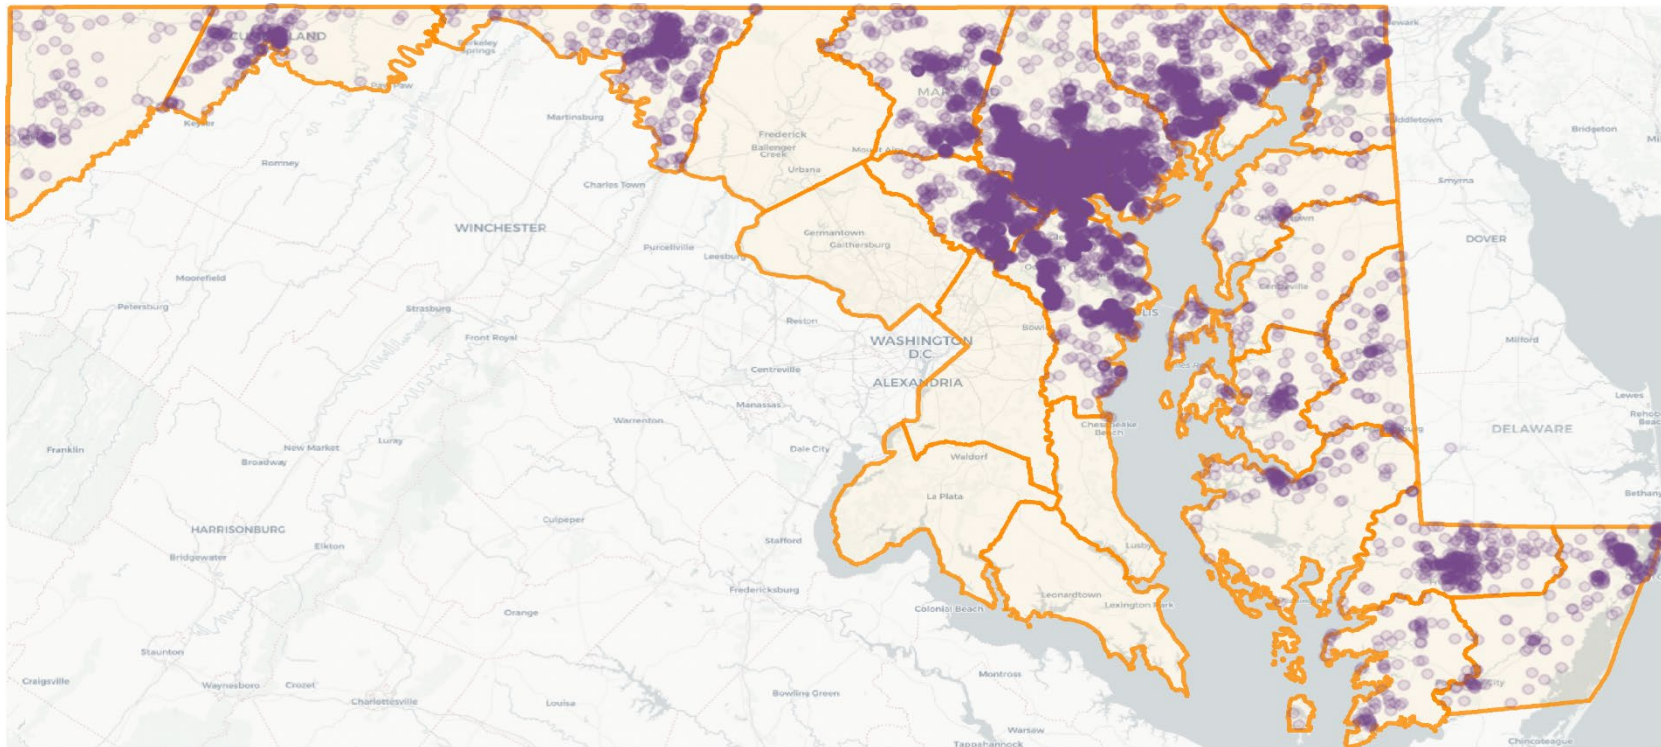 CUMBERLAND
Berkeley
Springs
Paw Paw
Keyser
Romney
Martinsburg
Charles Town
WINCHESTER
Purcellville
Leesburg
Moorefield
Petersburg
Strasburg
Front Royal
Franklin
New Market
Luray
Broadway
HARRISONBURG
Bridgewater
Elkton
Staunton
Craigsville
Waynesboro
Crozet
Charlottesville
Frederick
Ballenger
Creek
Urbana
Germantown
Gaithersburg
Reston
WASHINGTON
D.C.
Centreville
ALEXANDRIA
Manassas
Warrenton
Dale City
Waldorf
La Plata
Culpeper
Stafford
Fredericksburg
Orange
Louisa
Bowling Green
Colonial Beach
Leonardtown
Lexington Park
Lusby
Montross
Warsaw
Tappahannock
Chesapeake
Beach
Centreville
Middletown
Bridgeton
Smyrna
DOVER
Milford
Lewes
DELAWARE
Chincoteague